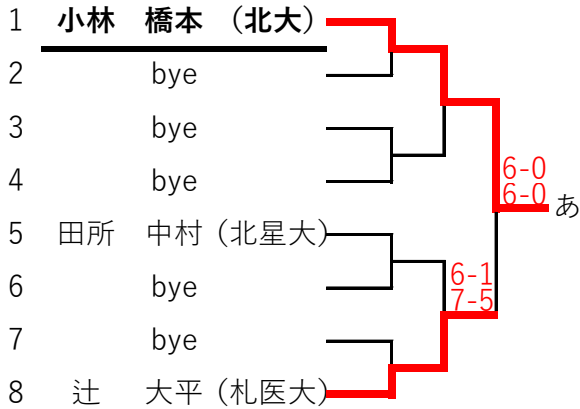 1 小林 橋本 （北大）
2 bye
3 bye
4 bye
6-0
6-0
あ
5 田所 中村（北星大）
6 bye
6-1
7-5
7 bye
8 辻 大平（札医大）